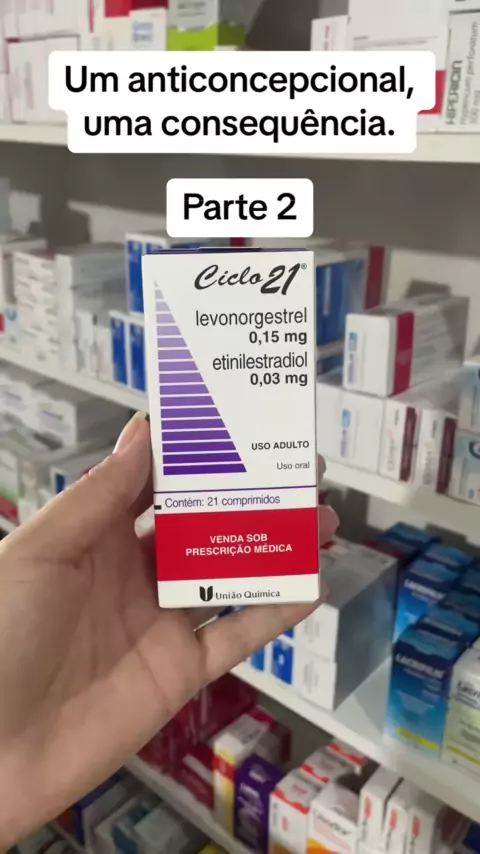 Um anticoncepcional,
uma consequência.
Parte 2
HIPERICIN
Ciclo 21®
levonorgestrel
0,15 mg
etinilestradiol
0,03 mg
USO ADULTO
Uso oral
Contém: 21 comprimidos
VENDA SOB
PRESCRIÇÃO MÉDICA
União Química